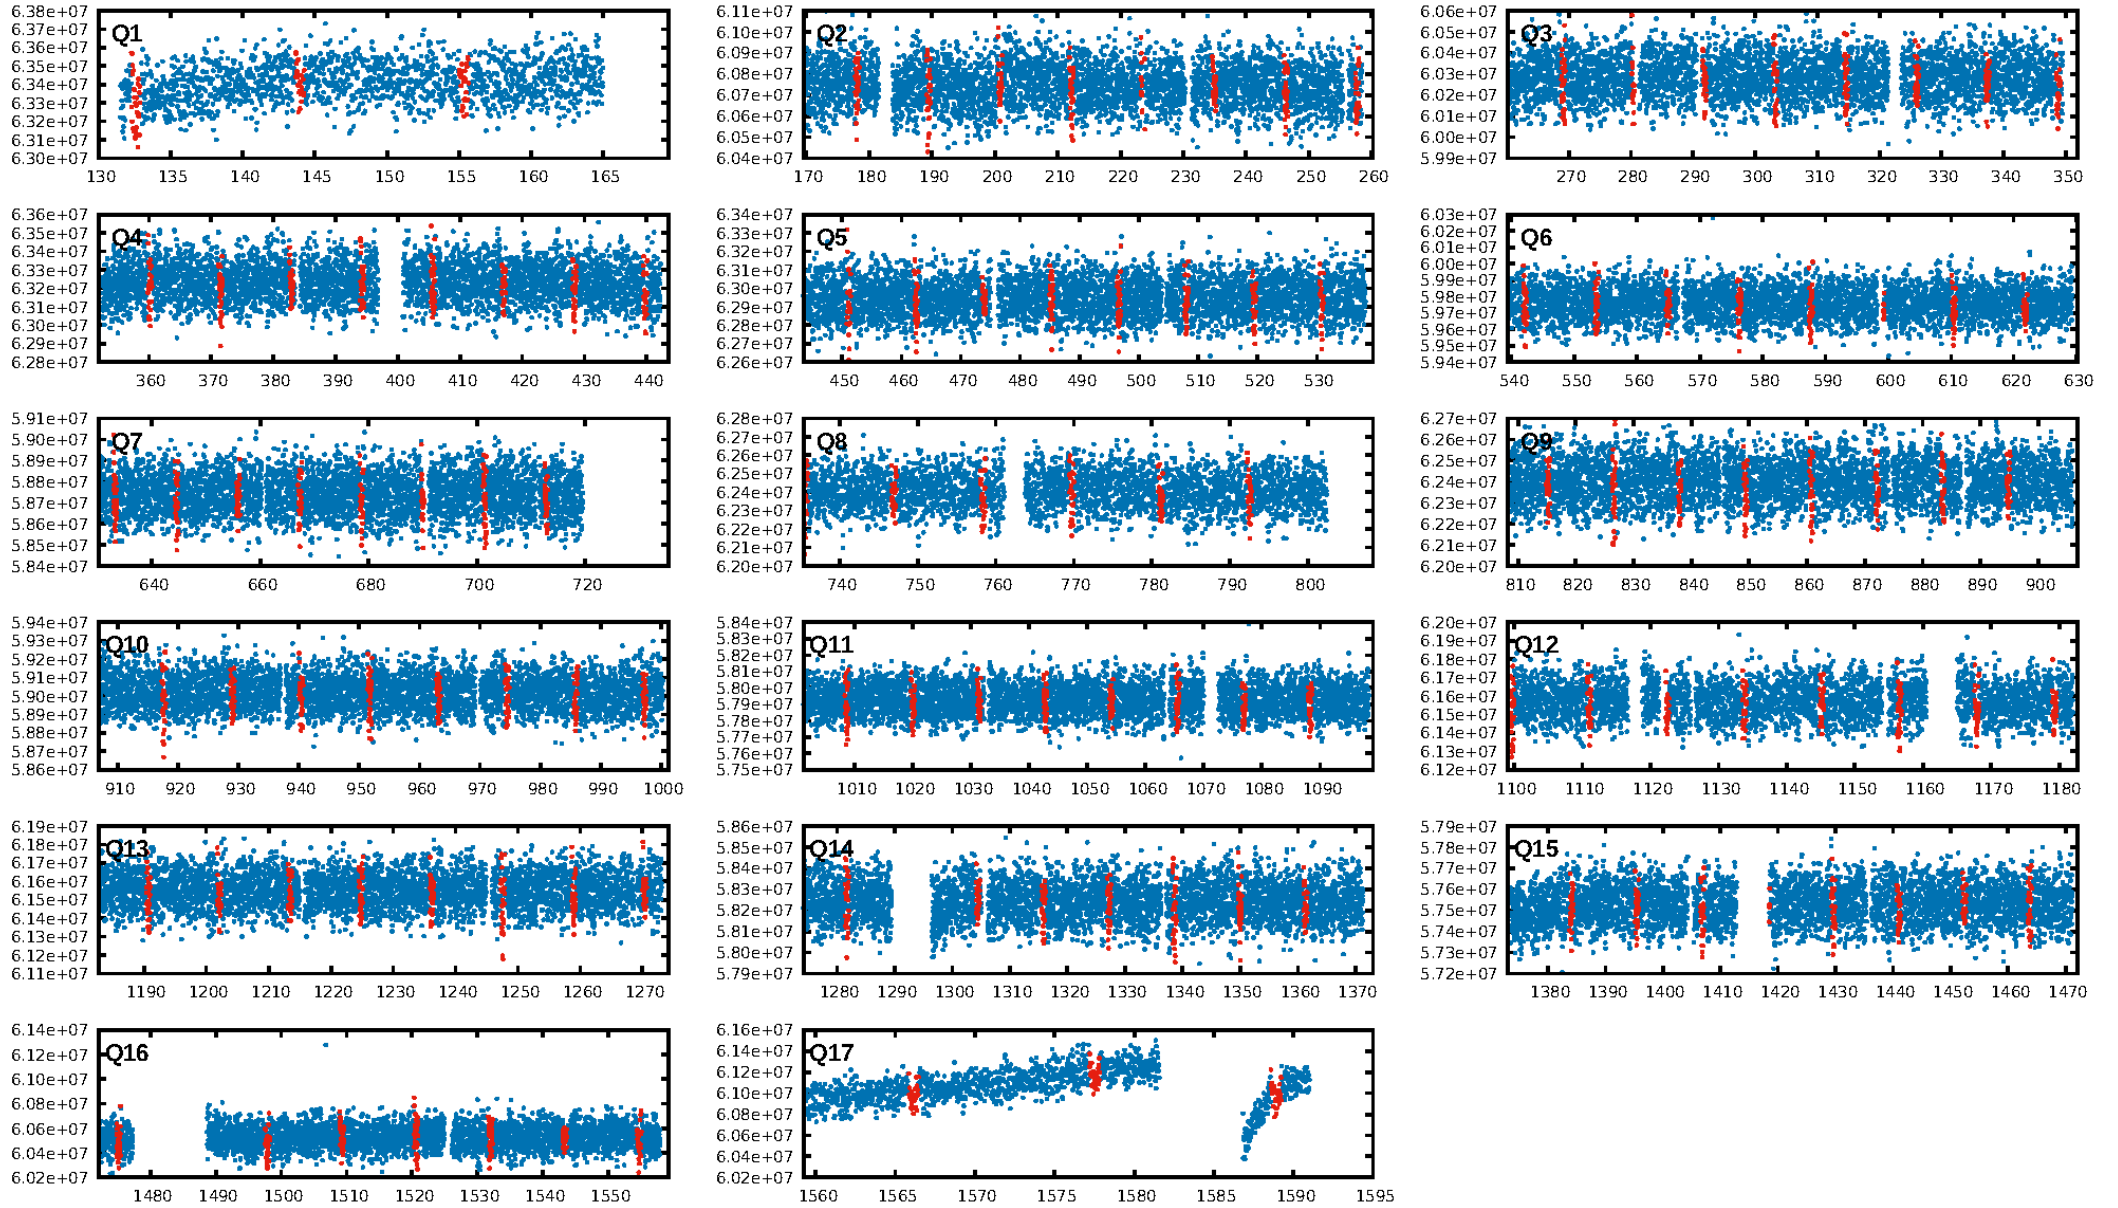 6.38e+07
6.37e+07
6.36e+07
6.35e+07
6.34e+07
6.33e+07
6.32e+07
6.31e+07
6.30e+07
Q1
130 135 140 145 150 155 160 165
6.11e+07
6.10e+07
6.09e+07
6.08e+07
6.07e+07
6.06e+07
6.05e+07
6.04e+07
Q2
170 180 190 200 210 220 230 240 250 260
6.06e+07
6.05e+07
6.04e+07
6.03e+07
6.02e+07
6.01e+07
6.00e+07
5.99e+07
Q3
270 280 290 300 310 320 330 340 350
6.36e+07
6.35e+07
6.34e+07
6.33e+07
6.32e+07
6.31e+07
6.30e+07
6.29e+07
6.28e+07
Q4
360 370 380 390 400 410 420 430 440
6.34e+07
6.33e+07
6.32e+07
6.31e+07
6.30e+07
6.29e+07
6.28e+07
6.27e+07
6.26e+07
Q5
450 460 470 480 490 500 510 520 530
6.03e+07
6.02e+07
6.01e+07
6.00e+07
5.99e+07
5.98e+07
5.97e+07
5.96e+07
5.95e+07
5.94e+07
Q6
540 550 560 570 580 590 600 610 620 630
5.91e+07
5.90e+07
5.89e+07
5.88e+07
5.87e+07
5.86e+07
5.85e+07
5.84e+07
Q7
640 660 680 700 720
6.28e+07
6.27e+07
6.26e+07
6.25e+07
6.24e+07
6.23e+07
6.22e+07
6.21e+07
6.20e+07
Q8
740 750 760 770 780 790 800
6.27e+07
6.26e+07
6.25e+07
6.24e+07
6.23e+07
6.22e+07
6.21e+07
6.20e+07
Q9
810 820 830 840 850 860 870 880 890 900
5.94e+07
5.93e+07
5.92e+07
5.91e+07
5.90e+07
5.89e+07
5.88e+07
5.87e+07
5.86e+07
Q10
910 920 930 940 950 960 970 980 990 1000
5.84e+07
5.83e+07
5.82e+07
5.81e+07
5.80e+07
5.79e+07
5.78e+07
5.77e+07
5.76e+07
5.75e+07
Q11
1010 1020 1030 1040 1050 1060 1070 1080 1090
6.20e+07
6.19e+07
6.18e+07
6.17e+07
6.16e+07
6.15e+07
6.14e+07
6.13e+07
6.12e+07
Q12
1100 1110 1120 1130 1140 1150 1160 1170 1180
6.19e+07
6.18e+07
6.17e+07
6.16e+07
6.15e+07
6.14e+07
6.13e+07
6.12e+07
6.11e+07
Q13
1190 1200 1210 1220 1230 1240 1250 1260 1270
5.86e+07
5.85e+07
5.84e+07
5.83e+07
5.82e+07
5.81e+07
5.80e+07
5.79e+07
Q14
1280 1290 1300 1310 1320 1330 1340 1350 1360 1370
5.79e+07
5.78e+07
5.77e+07
5.76e+07
5.75e+07
5.74e+07
5.73e+07
5.72e+07
Q15
1380 1390 1400 1410 1420 1430 1440 1450 1460 1470
6.14e+07
6.12e+07
6.10e+07
6.08e+07
6.06e+07
6.04e+07
6.02e+07
Q16
1480 1490 1500 1510 1520 1530 1540 1550
6.16e+07
6.14e+07
6.12e+07
6.10e+07
6.08e+07
6.06e+07
6.04e+07
6.02e+07
Q17
1560 1565 1570 1575 1580 1585 1590 1595